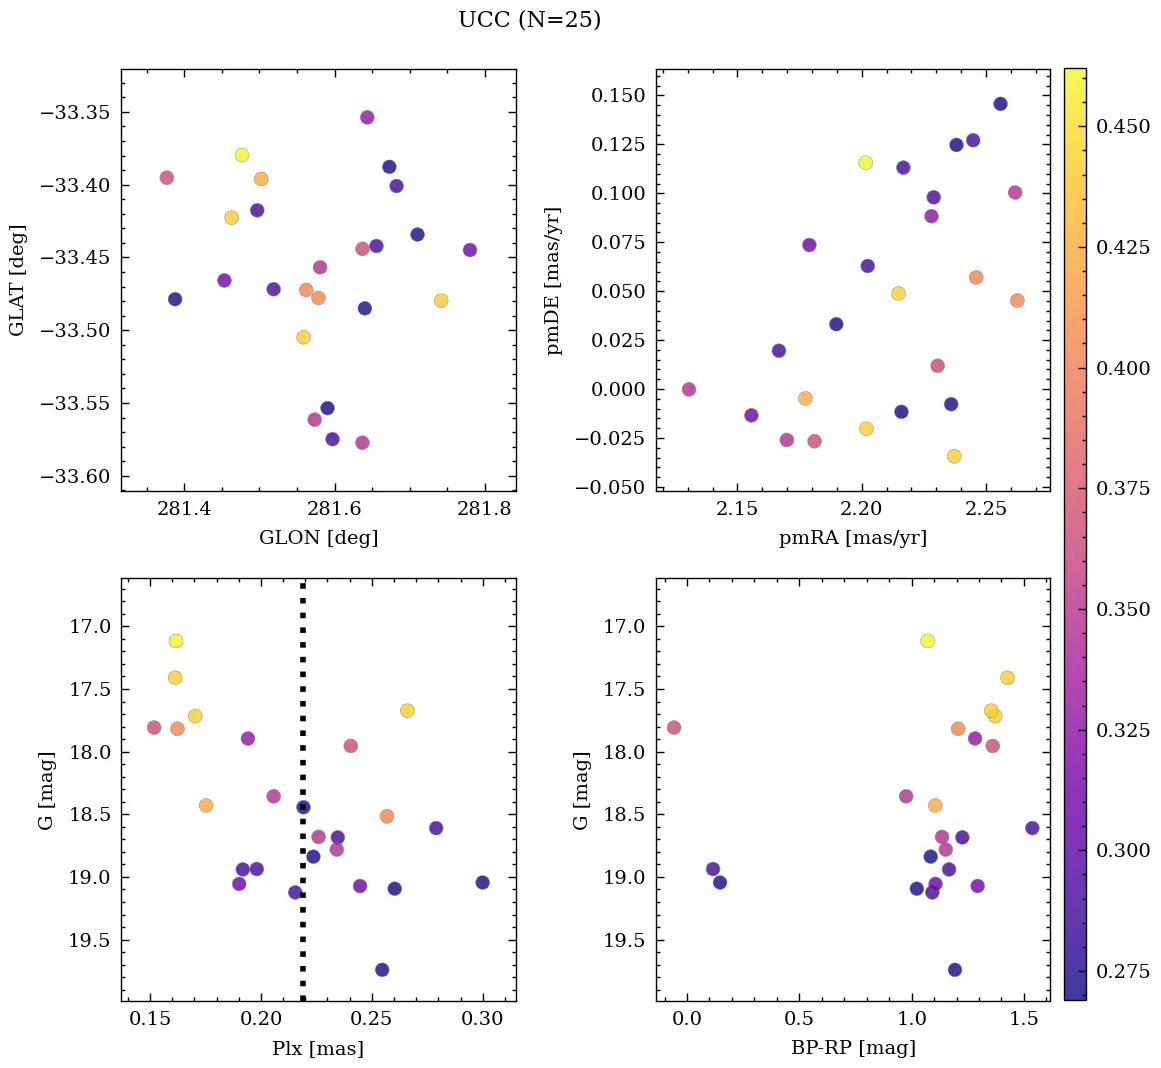 UCC (N=25)
−33.35
−33.40
−33.45
−33.50
−33.55
−33.60
GLAT [deg]
281.4 281.6 281.8
GLON [deg]
0.150
0.125
0.100
0.075
0.050
0.025
0.000
−0.025
−0.050
pmDE [mas/yr]
2.15 2.20 2.25
pmRA [mas/yr]
17.0
17.5
18.0
18.5
19.0
19.5
G [mag]
0.15 0.20 0.25 0.30
Plx [mas]
17.0
17.5
18.0
18.5
19.0
19.5
G [mag]
0.0 0.5 1.0 1.5
BP-RP [mag]
0.450
0.425
0.400
0.375
0.350
0.325
0.300
0.275